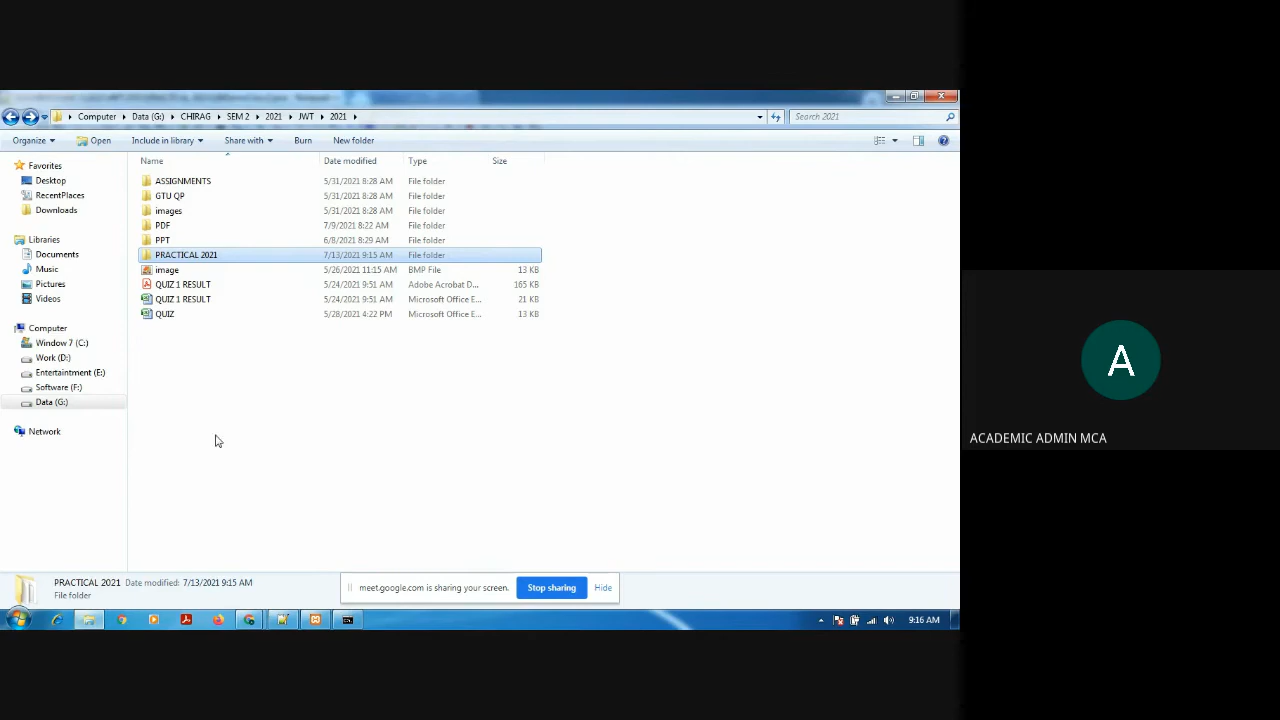 Computer Data (G:) CHIRAG SEM 2 2021 JWT 2021 Search 2021
Organize Open Include in library Share with Burn New folder
Name Date modified Type Size
Favorites
Desktop
RecentPlaces
Downloads
Libraries
Documents
Music
Pictures
Videos
Computer
Window 7 (C:)
Work (D:)
Entertaintment (E:)
Software (F:)
Data (G:)
Network
ASSIGNMENTS 5/31/2021 8:28 AM File folder
GTU QP 5/31/2021 8:28 AM File folder
images 5/31/2021 8:28 AM File folder
PDF 7/9/2021 8:22 AM File folder
PPT 6/8/2021 8:29 AM File folder
PRACTICAL 2021 7/13/2021 9:15 AM File folder
image 5/26/2021 11:15 AM BMP File 13 KB
QUIZ 1 RESULT 5/24/2021 9:51 AM Adobe Acrobat D... 165 KB
QUIZ 1 RESULT 5/24/2021 9:51 AM Microsoft Office E... 21 KB
QUIZ 5/28/2021 4:22 PM Microsoft Office E... 13 KB
A
ACADEMIC ADMIN MCA
PRACTICAL 2021 Date modified: 7/13/2021 9:15 AM
File folder
meet.google.com is sharing your screen. Stop sharing Hide
9:16 AM